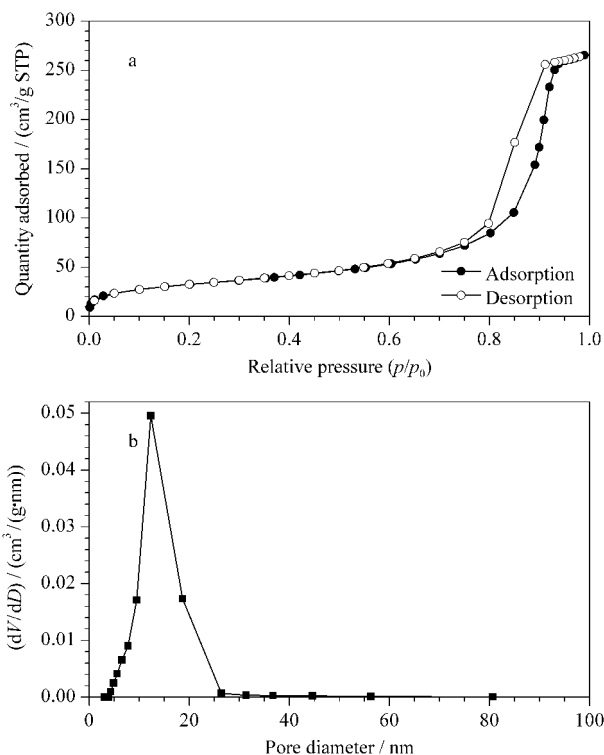 a
300
250
200
150
100
50
0
Quantity adsorbed / (cm³/g STP)
Adsorption
Desorption
0.0 0.2 0.4 0.6 0.8 1.0
Relative pressure (p/p₀)
b
0.05
0.04
0.03
0.02
0.01
0.00
(dV/dD) / (cm³/(g·nm))
0 20 40 60 80 100
Pore diameter / nm